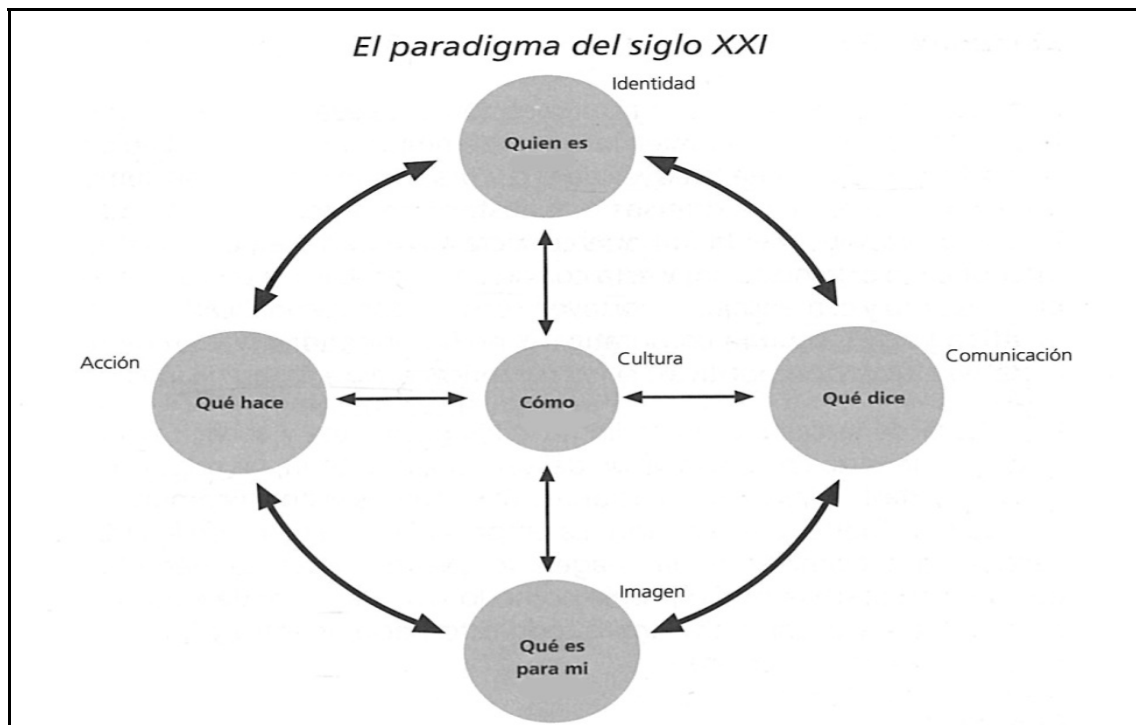 El paradigma del siglo XXI
Identidad
Quien es
Acción
Qué hace
Cultura
Cómo
Comunicación
Qué dice
Imagen
Qué es
para mi